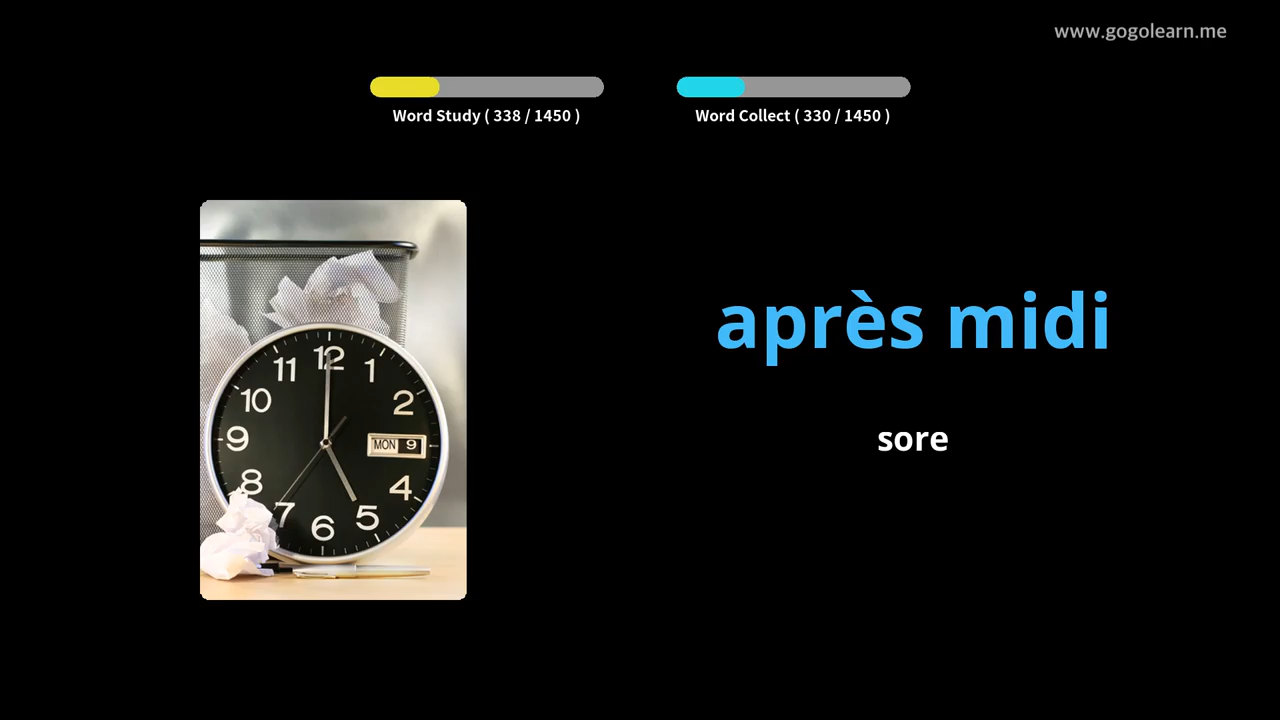 www.gogolearn.me
Word Study ( 338 / 1450 )
Word Collect ( 330 / 1450 )
après midi
sore
12
11
1
10
2
9
MON 9
8
4
7
5
6